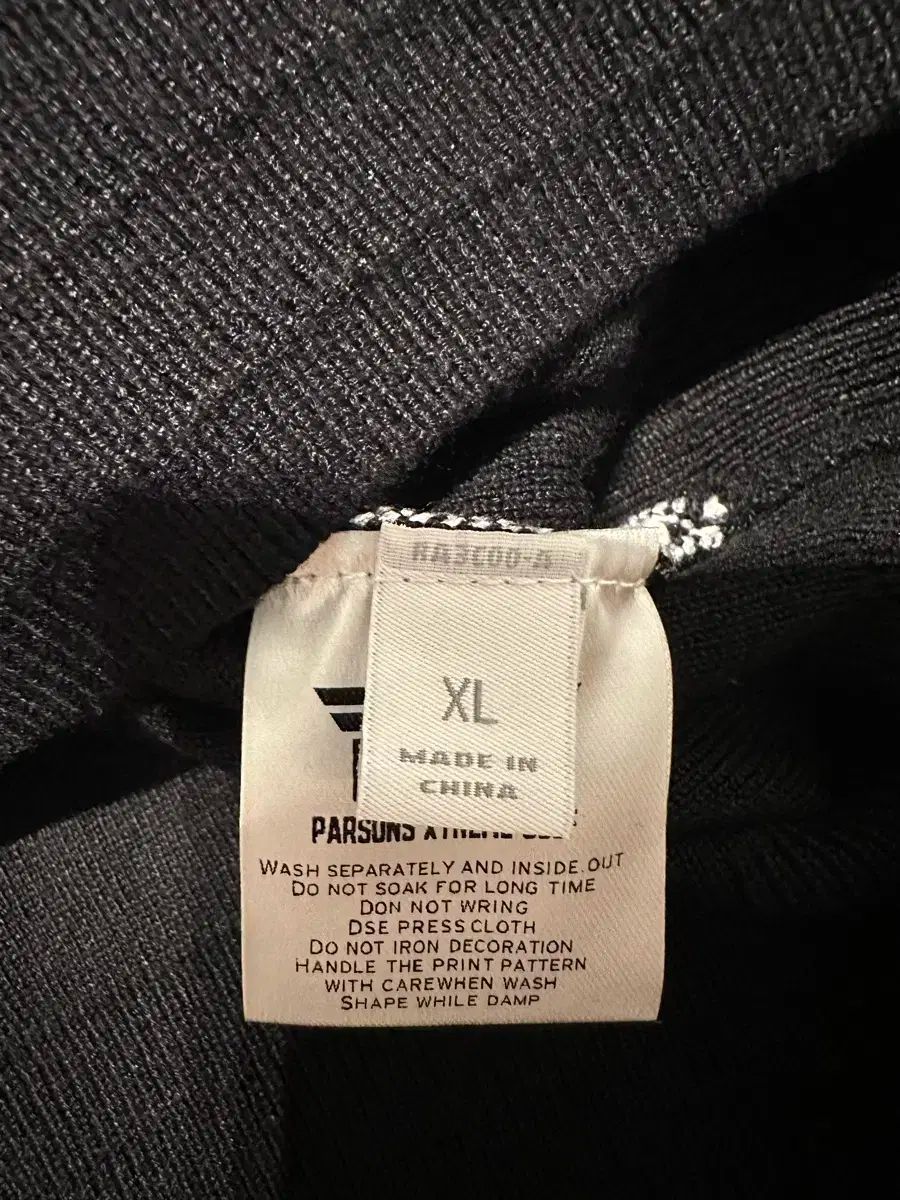 XL
MADE IN
CHINA
PARSONS
WASH SEPARATELY AND INSIDE.OUT
DO NOT SOAK FOR LONG TIME
DON NOT WRING
DSE PRESS CLOTH
DO NOT IRON DECORATION
HANDLE THE PRINT PATTERN
WITH CAREWHEN WASH
SHAPE WHILE DAMP